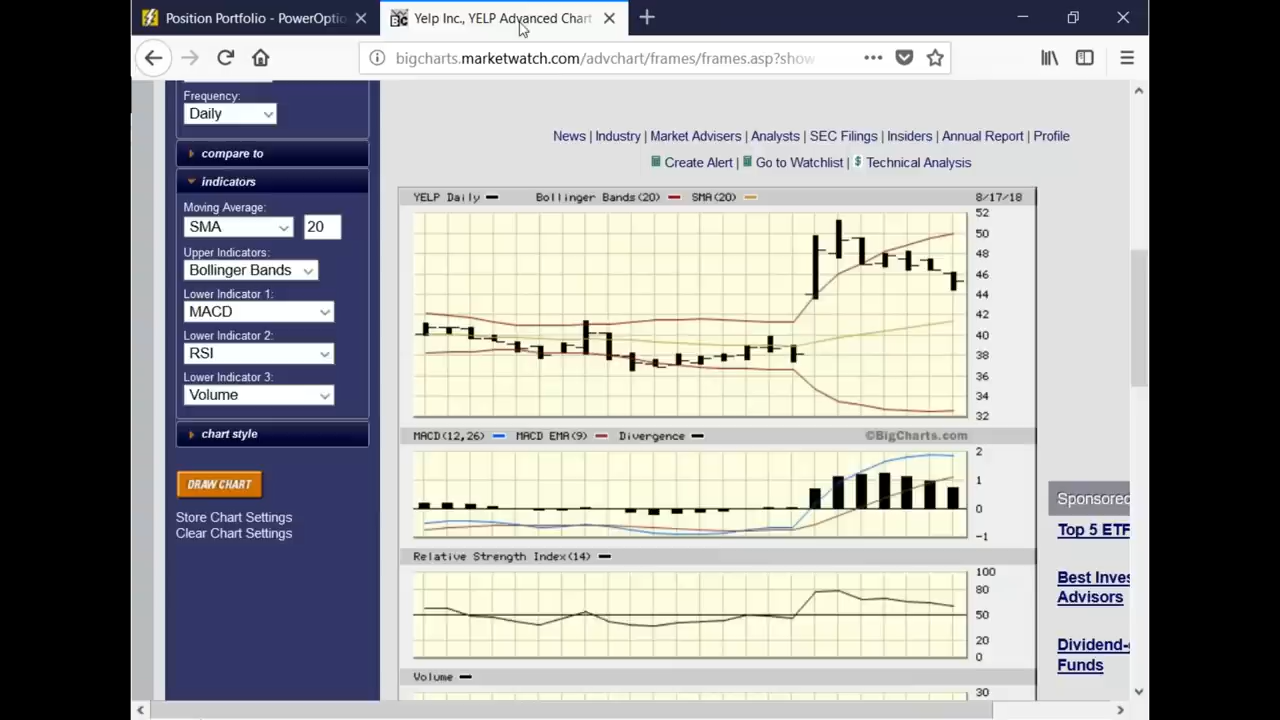 Position Portfolio - PowerOptio
Yelp Inc., YELP Advanced Chart
bigcharts.marketwatch.com/advchart/frames/frames.asp?show
Frequency:
Daily
compare to
indicators
Moving Average:
SMA 20
Upper Indicators:
Bollinger Bands
Lower Indicator 1:
MACD
Lower Indicator 2:
RSI
Lower Indicator 3:
Volume
chart style
DRAW CHART
Store Chart Settings
Clear Chart Settings
News | Industry | Market Advisers | Analysts | SEC Filings | Insiders | Annual Report | Profile
Create Alert | Go to Watchlist | $ Technical Analysis
YELP Daily Bollinger Bands(20) SMA(20) 8/17/18
52
50
48
46
44
42
40
38
36
34
32
MACD(12,26) MACD EMA(9) Divergence ©BigCharts.com
2
1
0
-1
Relative Strength Index(14)
100
80
50
20
0
Volume
30
Sponsored
Top 5 ETF
Best Inves
Advisors
Dividend-
Funds